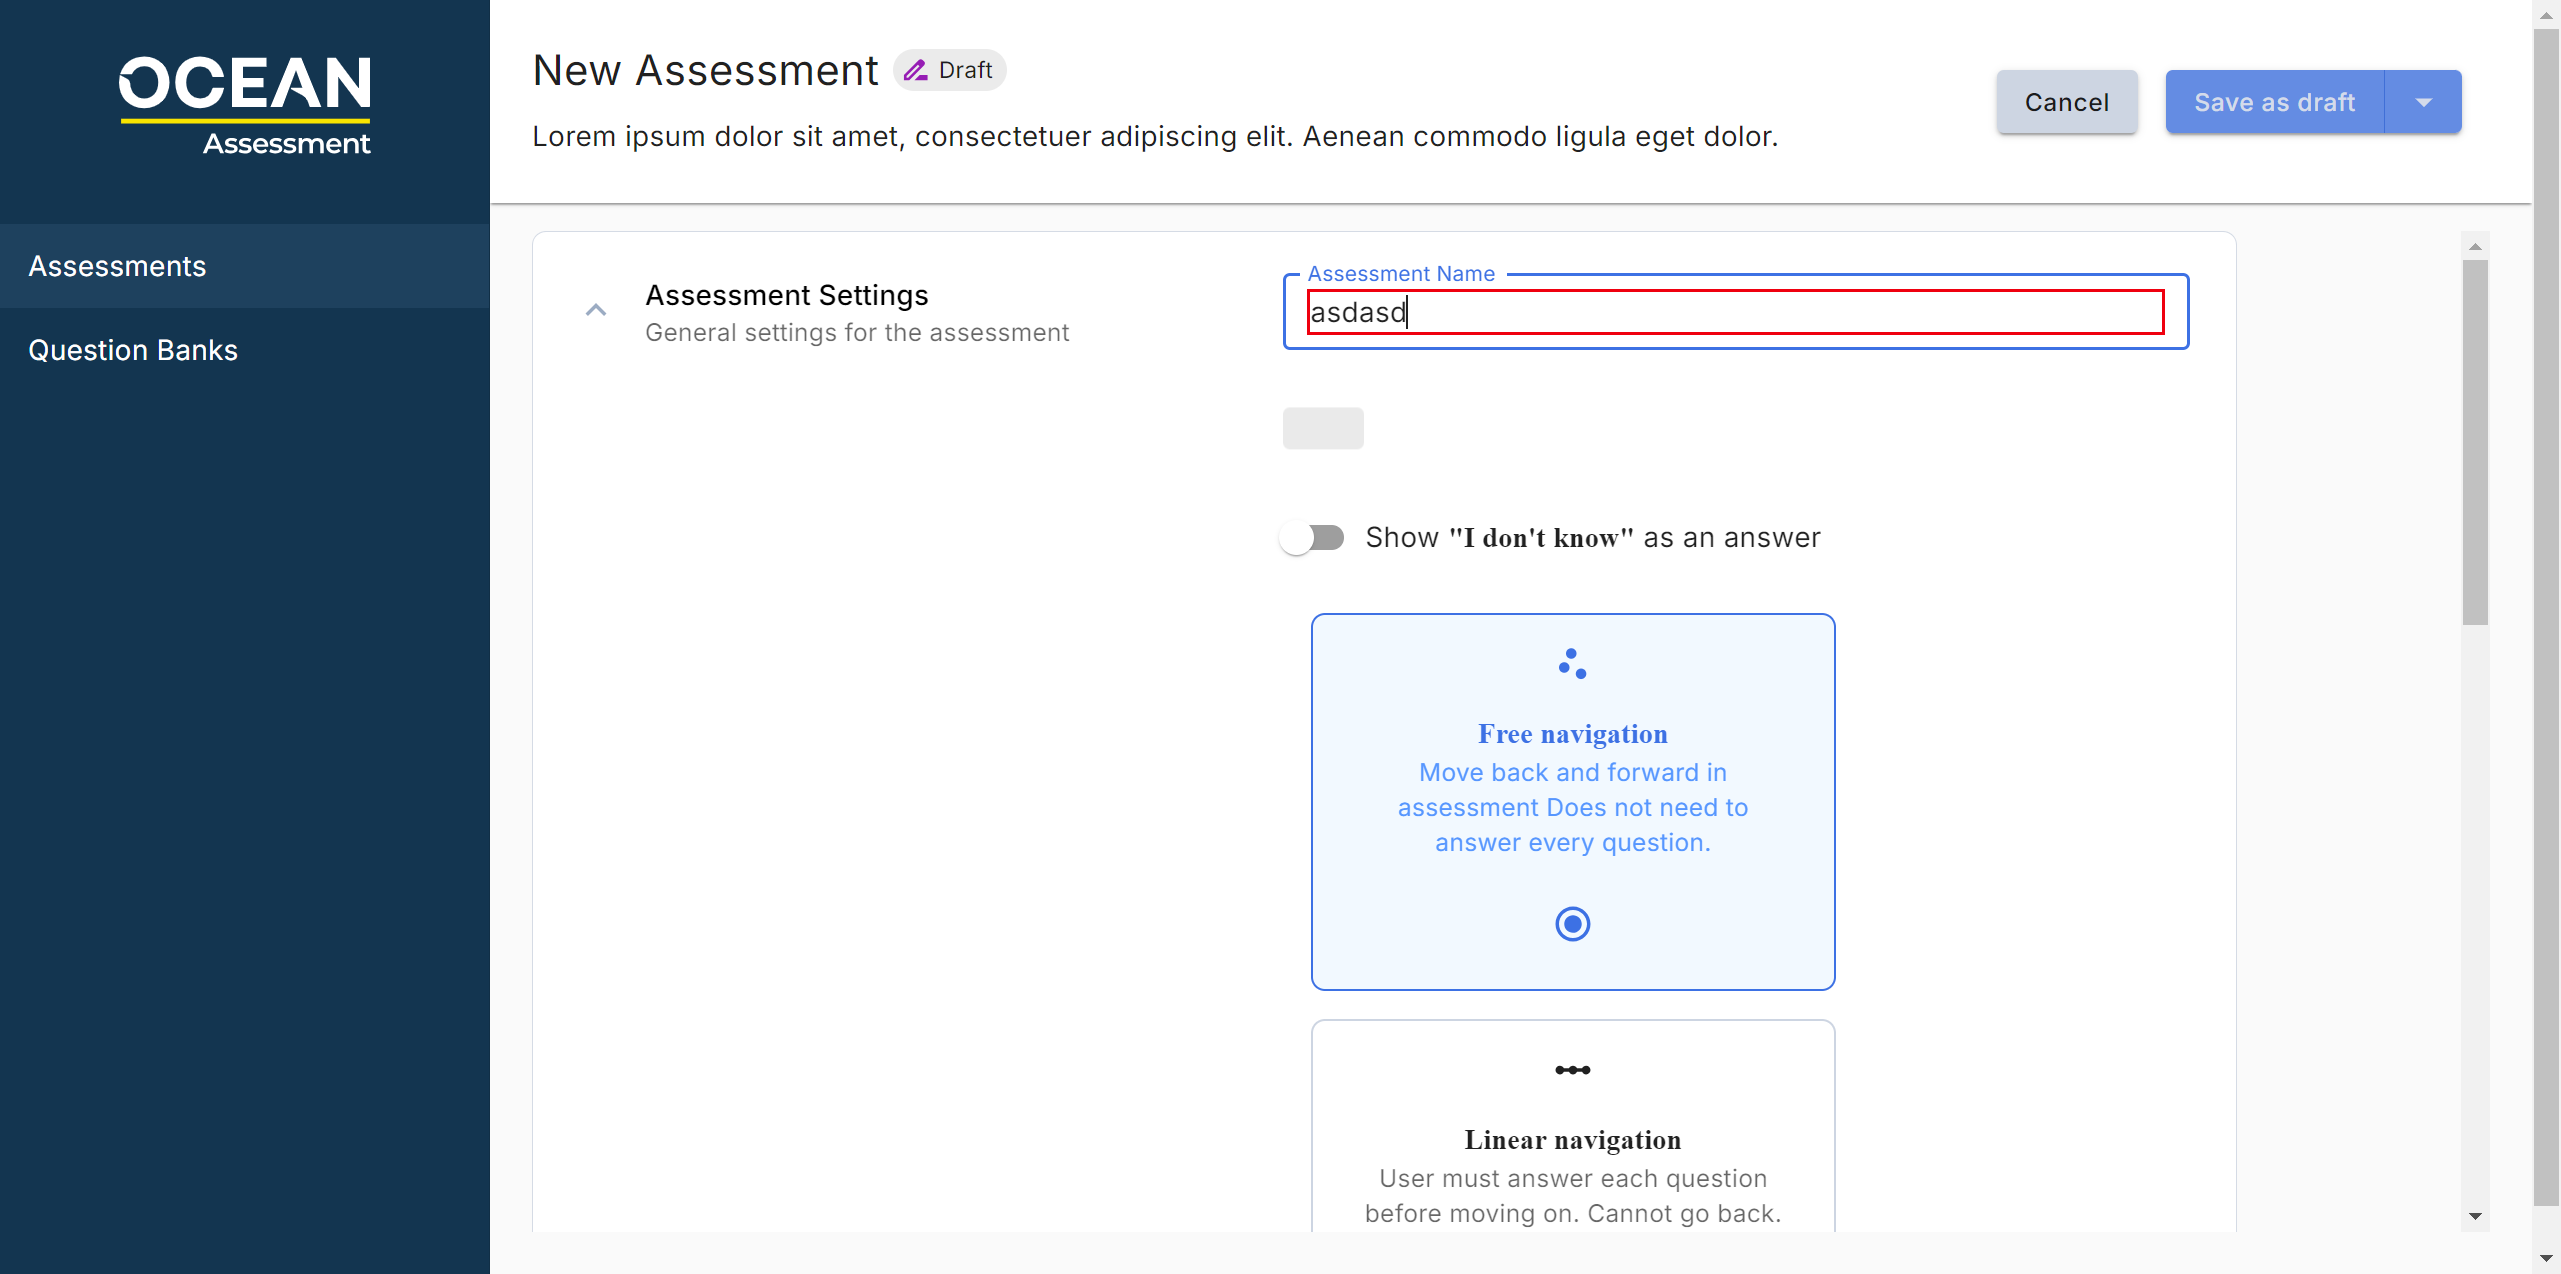 OCEAN
Assessment
Assessments
Question Banks
New Assessment
Draft
Lorem ipsum dolor sit amet, consectetuer adipiscing elit. Aenean commodo ligula eget dolor.
Cancel
Save as draft
Assessment Settings
General settings for the assessment
Assessment Name
asdasd
Show "I don't know" as an answer
Free navigation
Move back and forward in
assessment Does not need to
answer every question.
Linear navigation
User must answer each question
before moving on. Cannot go back.